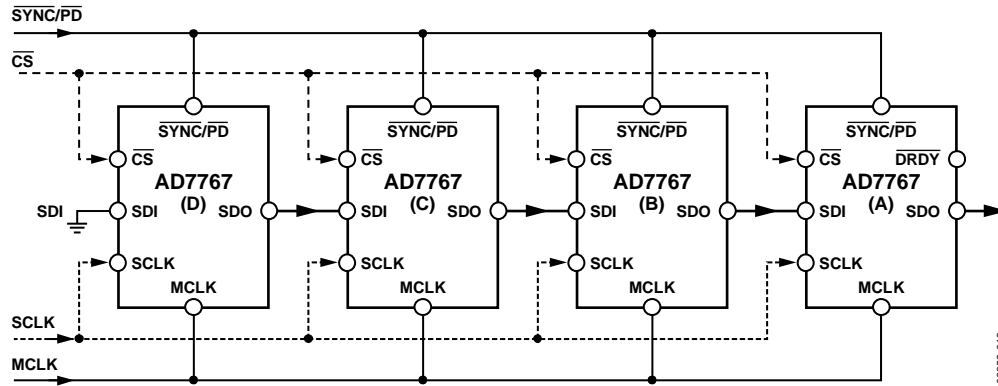 SYNC/PD
CS
SYNC/PD
SYNC/PD
SYNC/PD
SYNC/PD
CS
CS
CS
CS
DRDY
AD7767
AD7767
AD7767
AD7767
(D)
(C)
(B)
(A)
SDI
SDI
SDO
SDI
SDO
SDI
SDO
SDI
SDO
SCLK
SCLK
SCLK
SCLK
MCLK
MCLK
MCLK
MCLK
SCLK
MCLK